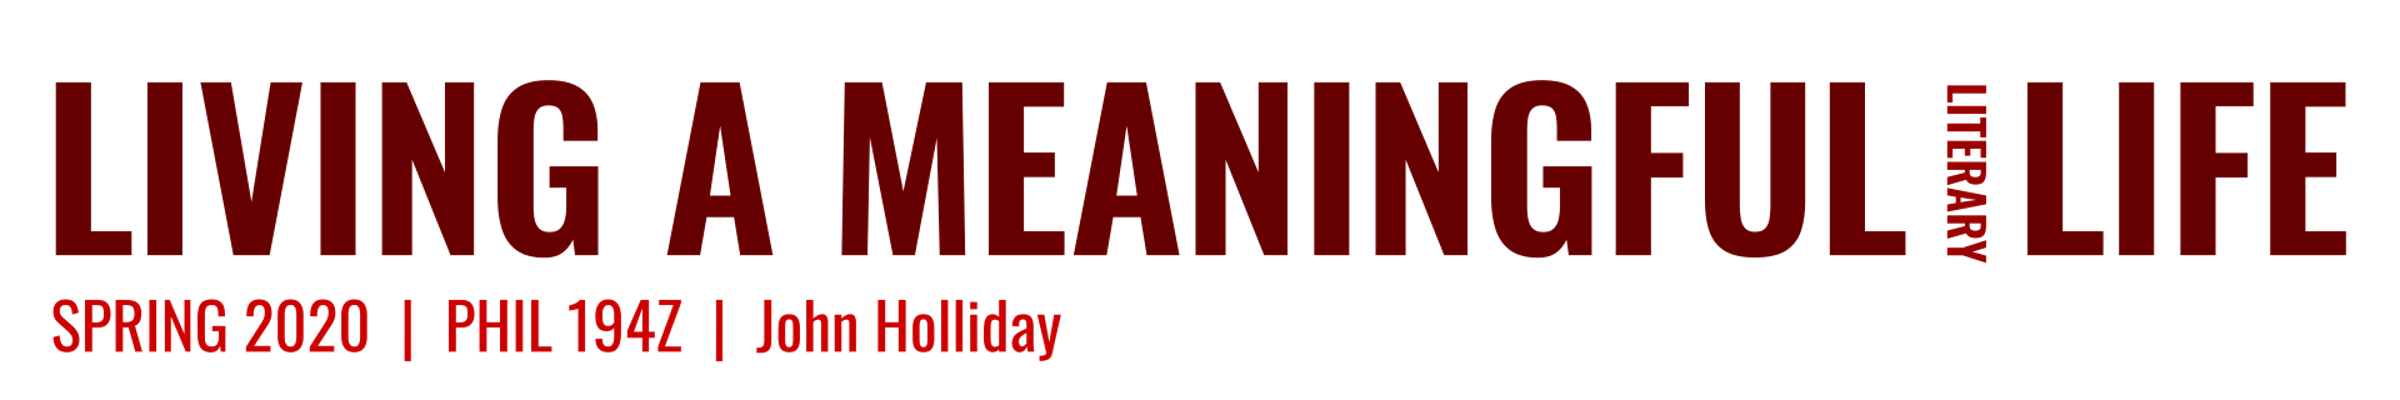 LIVING A MEANINGFUL LITERARY LIFE
SPRING 2020 | PHIL 194Z | John Holliday